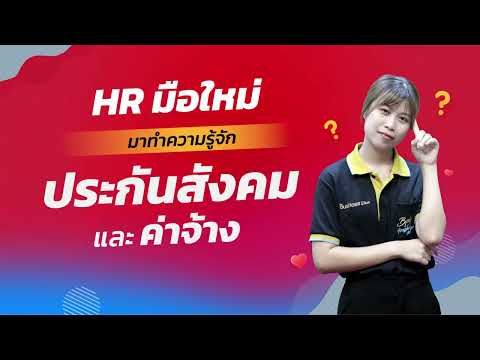 HR มือใหม่
มาทำความรู้จัก
ประกันสังคม
และ ค่าจ้าง
? ?
Business